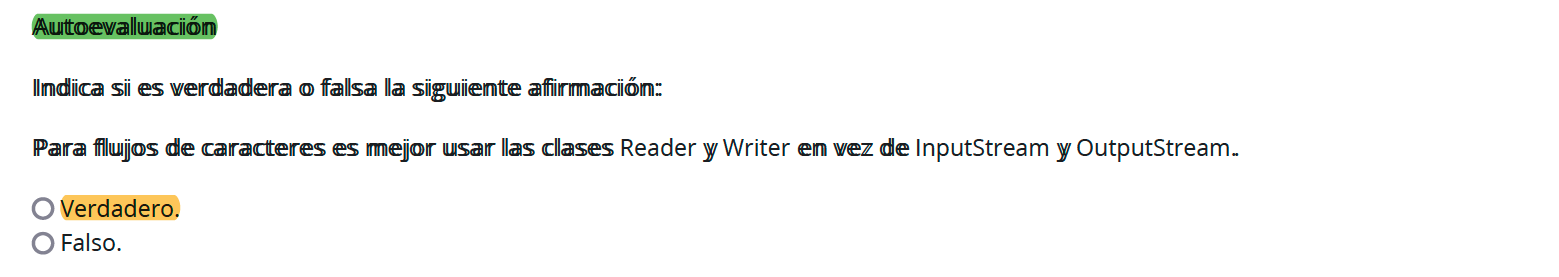 Autoevaluación
Indica si es verdadera o falsa la siguiente afirmación:
Para flujos de caracteres es mejor usar las clases Reader y Writer en vez de InputStream y OutputStream.
Verdadero.
Falso.